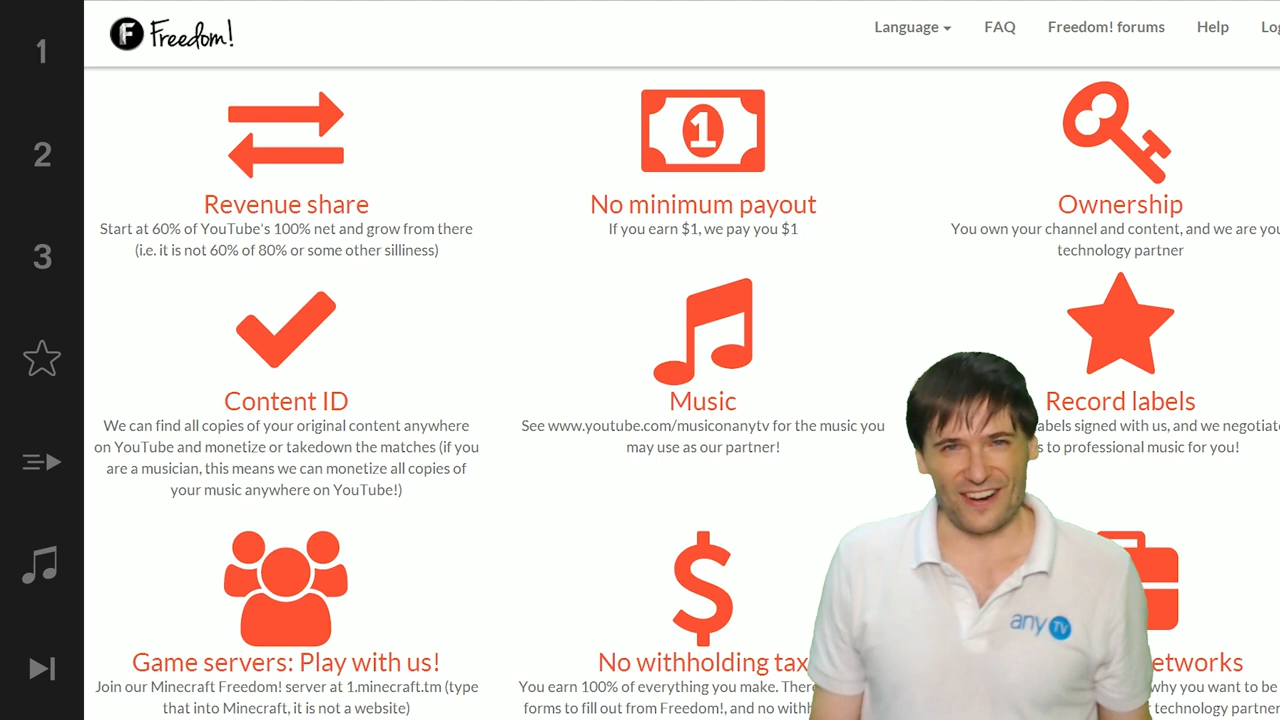 1
2
3
F Freedom!
Language
FAQ
Freedom! forums
Help
1
Revenue share
Start at 60% of YouTube's 100% net and grow from there
(i.e. it is not 60% of 80% or some other silliness)
No minimum payout
If you earn $1, we pay you $1
Ownership
You own your channel and content, and we are
technology partner
Content ID
We can find all copies of your original content anywhere
on YouTube and monetize or takedown the matches (if you
are a musician, this means we can monetize all copies of
your music anywhere on YouTube!)
Music
See www.youtube.com/musiconanytv for the music you
may use as our partner!
Record labels
signed with us, and we negotiate
to professional music for you!
$
Game servers: Play with us!
Join our Minecraft Freedom! server at 1.minecraft.tm (type
that into Minecraft, it is not a website)
No withholding tax
You earn 100% of everything you make.
forms to fill out from Freedom!, and no
why you want to be
technology partner
any TV